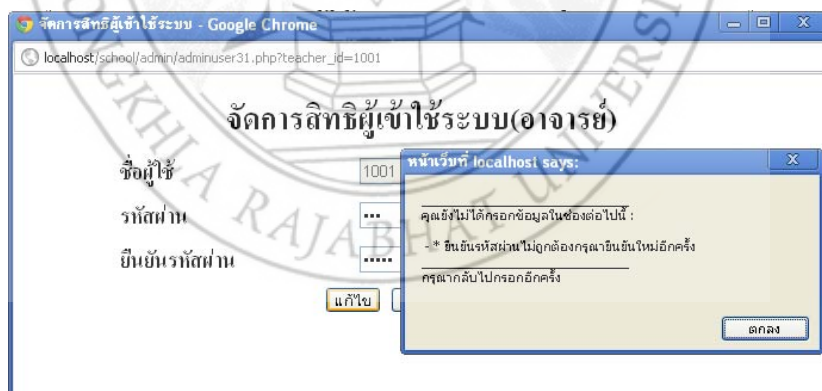 จัดการสิทธิผู้เข้าใช้ระบบ - Google Chrome
localhost/school/admin/adminuser31.php?teacher_id=1001
จัดการสิทธิผู้เข้าใช้ระบบ(อาจารย์)
ชื่อผู้ใช้ 1001
รหัสผ่าน •••
ยืนยันรหัสผ่าน •••••
แก้ไข
หน้าเว็บที่ localhost says:
คุณยังไม่ได้กรอกข้อมูลในช่องต่อไปนี้ :
- * ยืนยันรหัสผ่านไม่ถูกต้องกรุณายืนยันใหม่อีกครั้ง
กรุณากลับไปกรอกอีกครั้ง
ตกลง
RAJABHAT